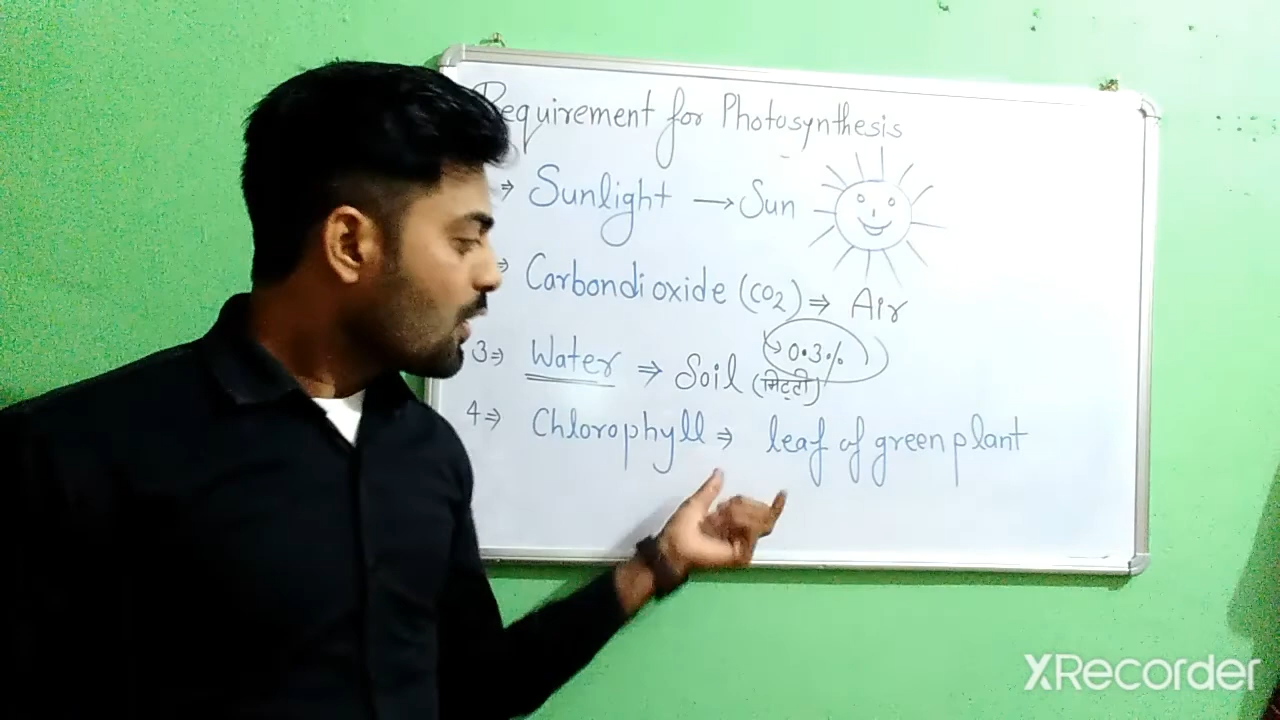 Requirement for Photosynthesis
⇒ Sunlight → Sun
⇒ Carbondioxide (CO2) ⇒ Air
→ 0.3%
3⇒ Water ⇒ Soil (मिट्टी)
4⇒ Chlorophyll ⇒ leaf of green plant
XRecorder